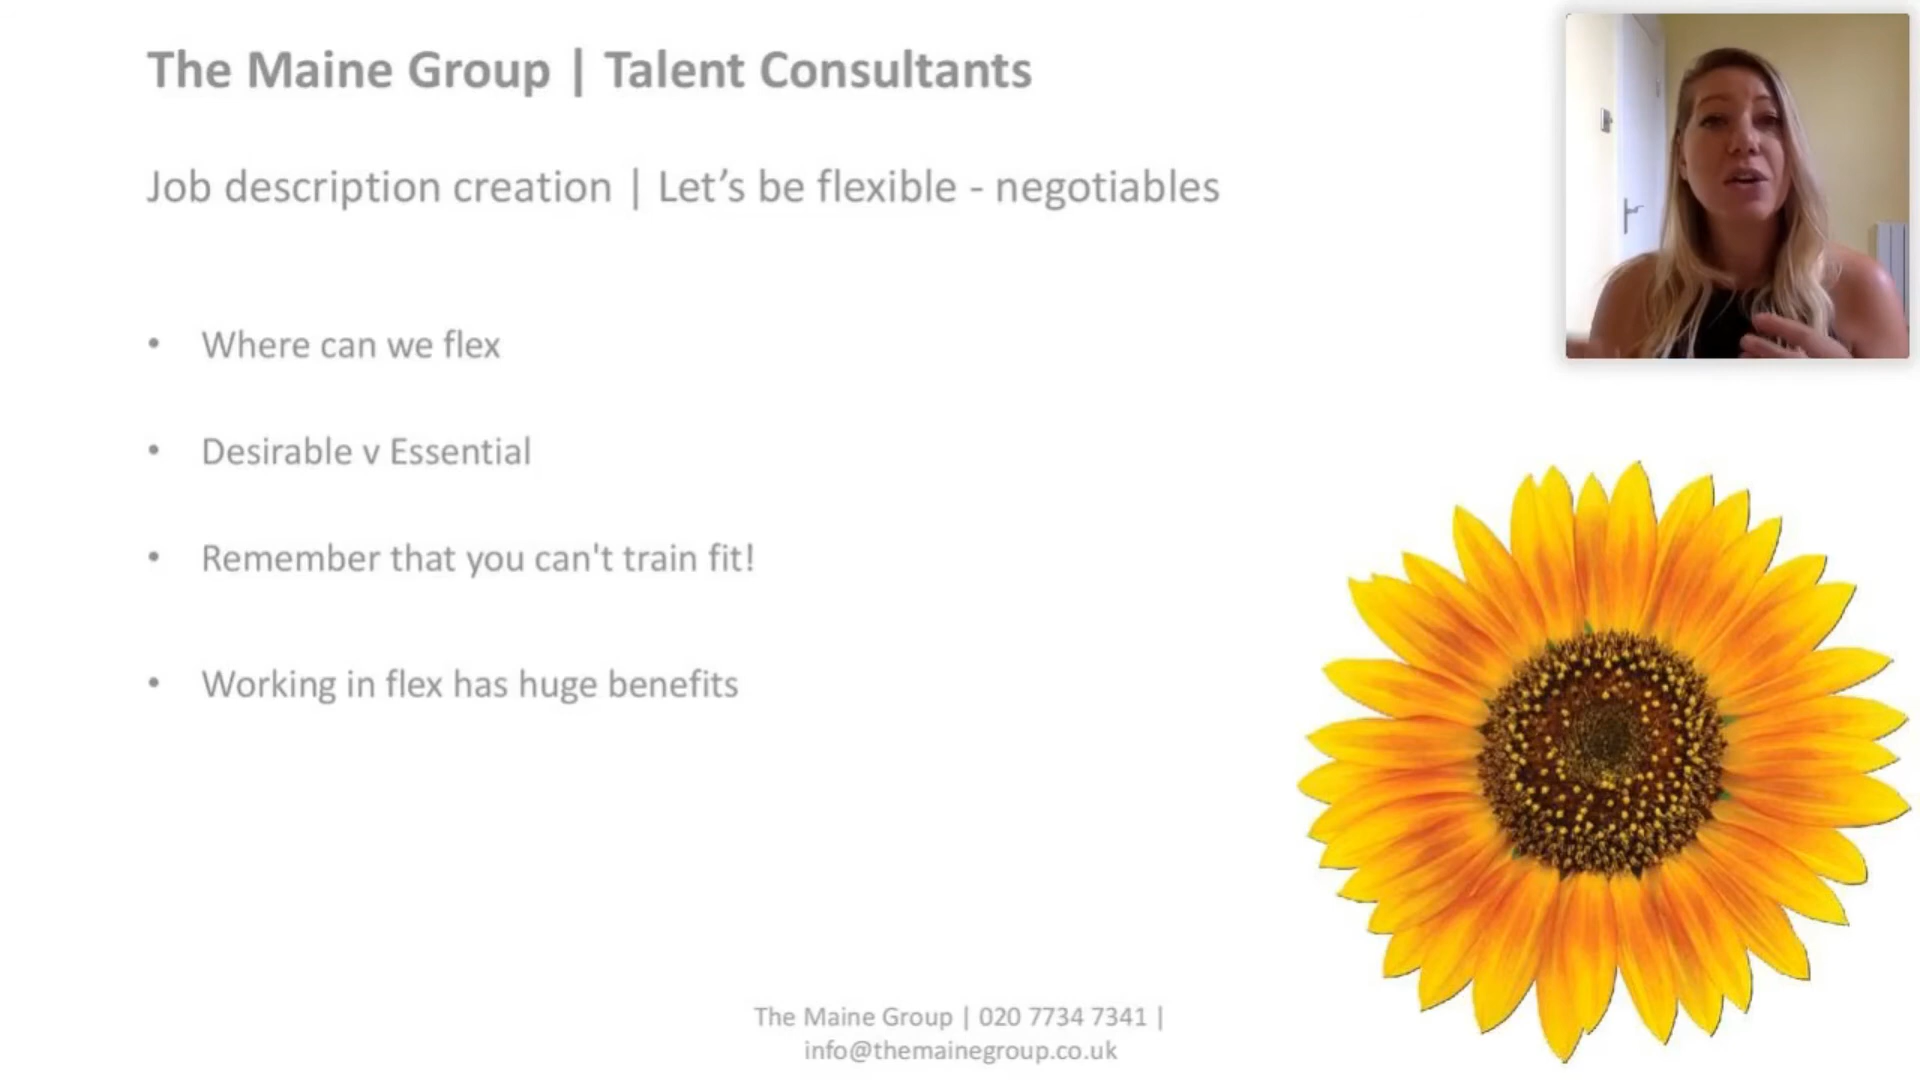 The Maine Group | Talent Consultants
Job description creation | Let’s be flexible - negotiables
• Where can we flex
• Desirable v Essential
• Remember that you can't train fit!
• Working in flex has huge benefits
The Maine Group | 020 7734 7341 |
info@themainegroup.co.uk